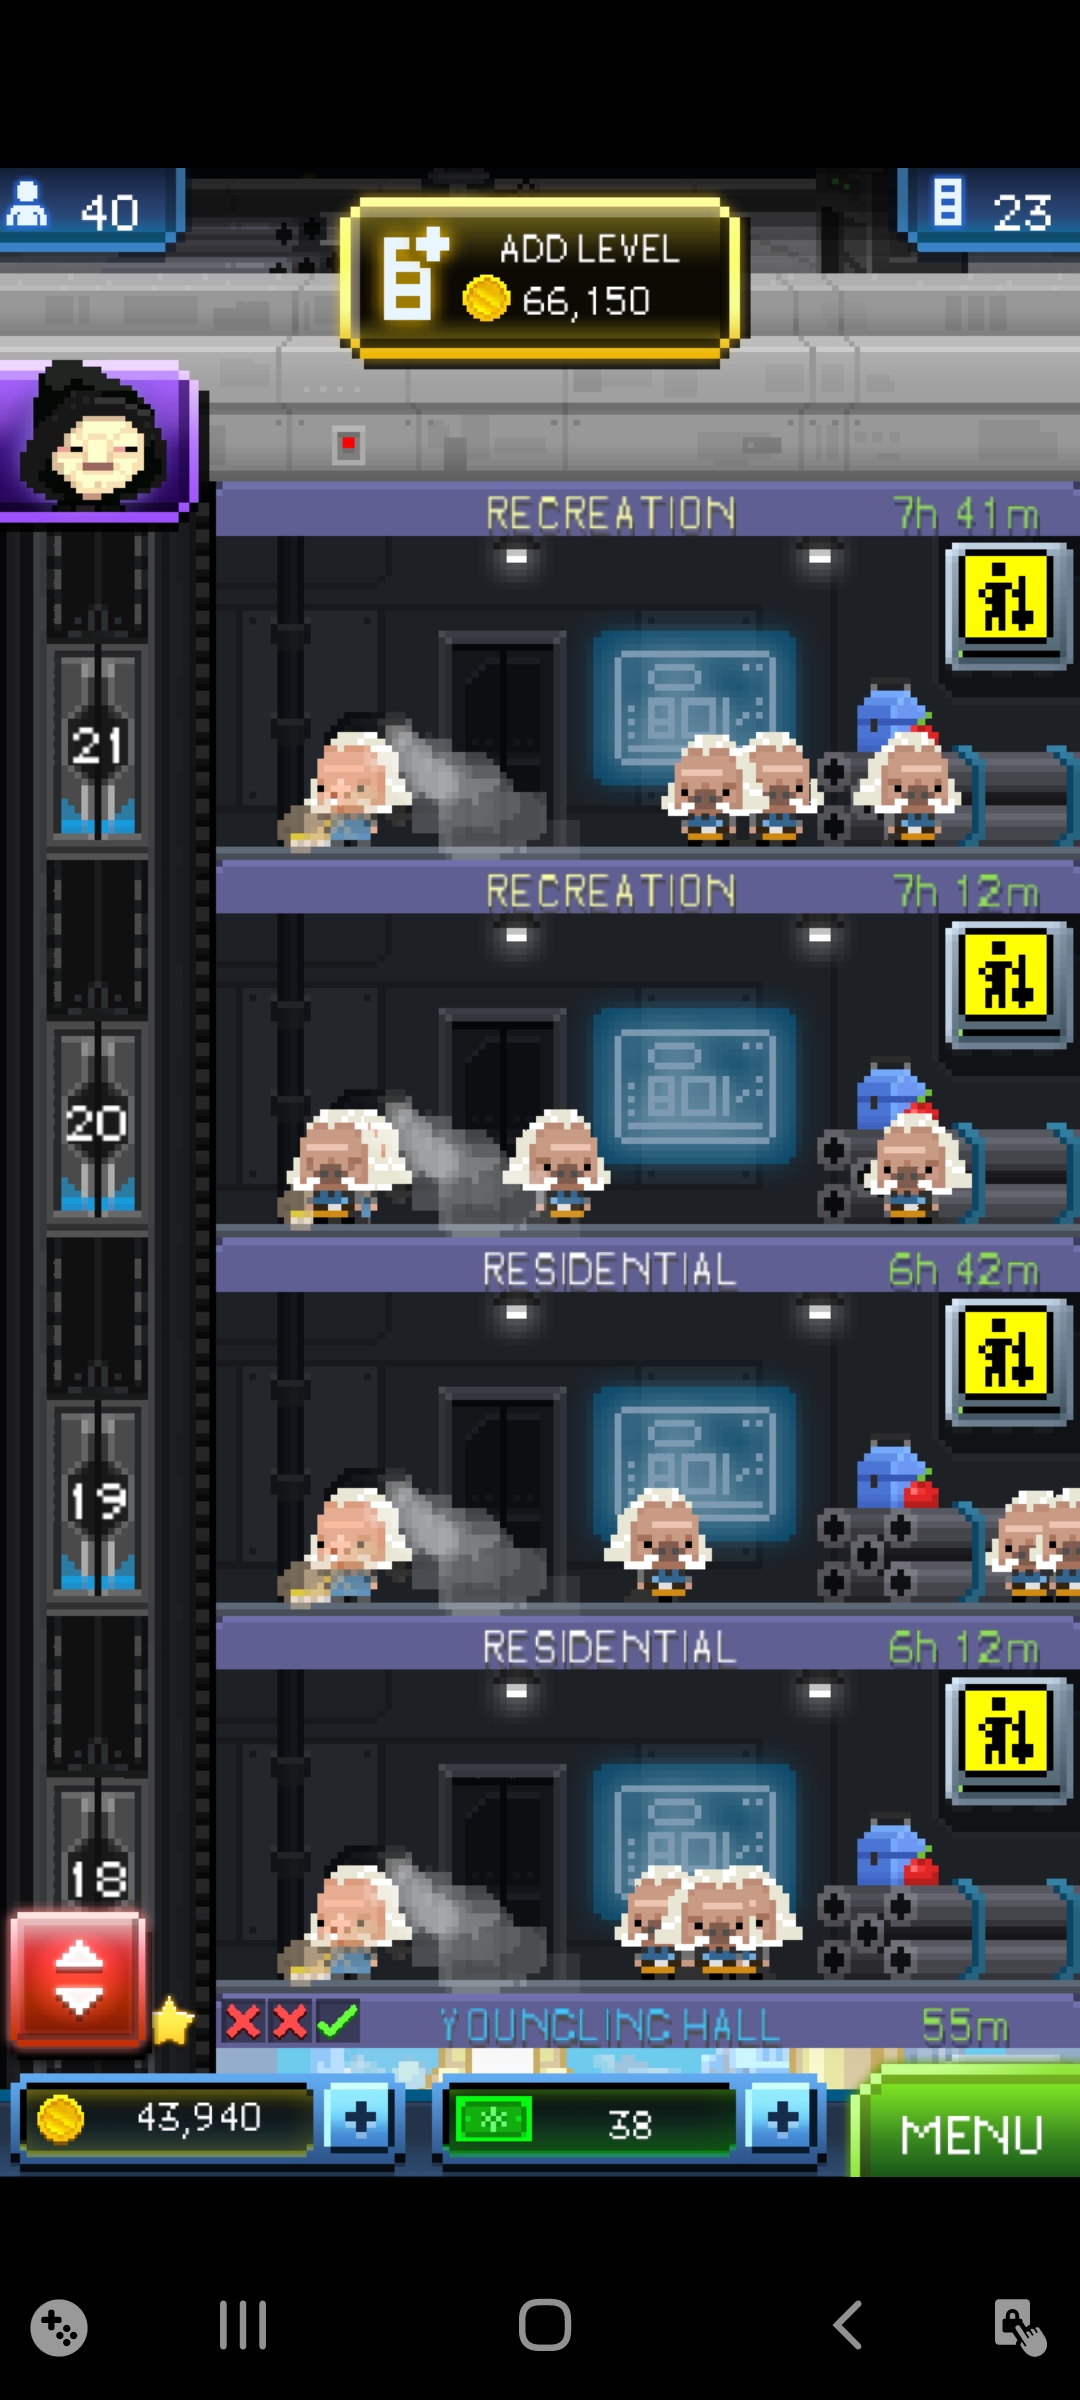 40
ADD LEVEL
66,150
23
RECREATION 7h 41m
21
RECREATION 7h 12m
20
RESIDENTIAL 6h 42m
19
RESIDENTIAL 6h 12m
18
YOUNGLING HALL 55m
43,940
38
MENU